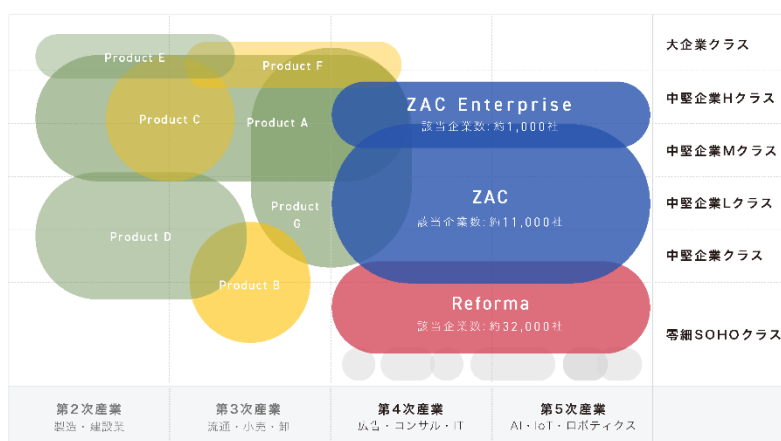 大企業クラス
Product E
Product F
ZAC Enterprise
中堅企業Hクラス
Product C
Product A
該当企業数:約1,000社
中堅企業Mクラス
ZAC
中堅企業Lクラス
Product
G
該当企業数:約11,000社
Product D
中堅企業クラス
Product B
Reforma
該当企業数:約32,000社
零細SOHOクラス
第2次産業
製造・建設業
第3次産業
流通・小売・卸
第4次産業
広告・コンサル・IT
第5次産業
AI・IoT・ロボティクス